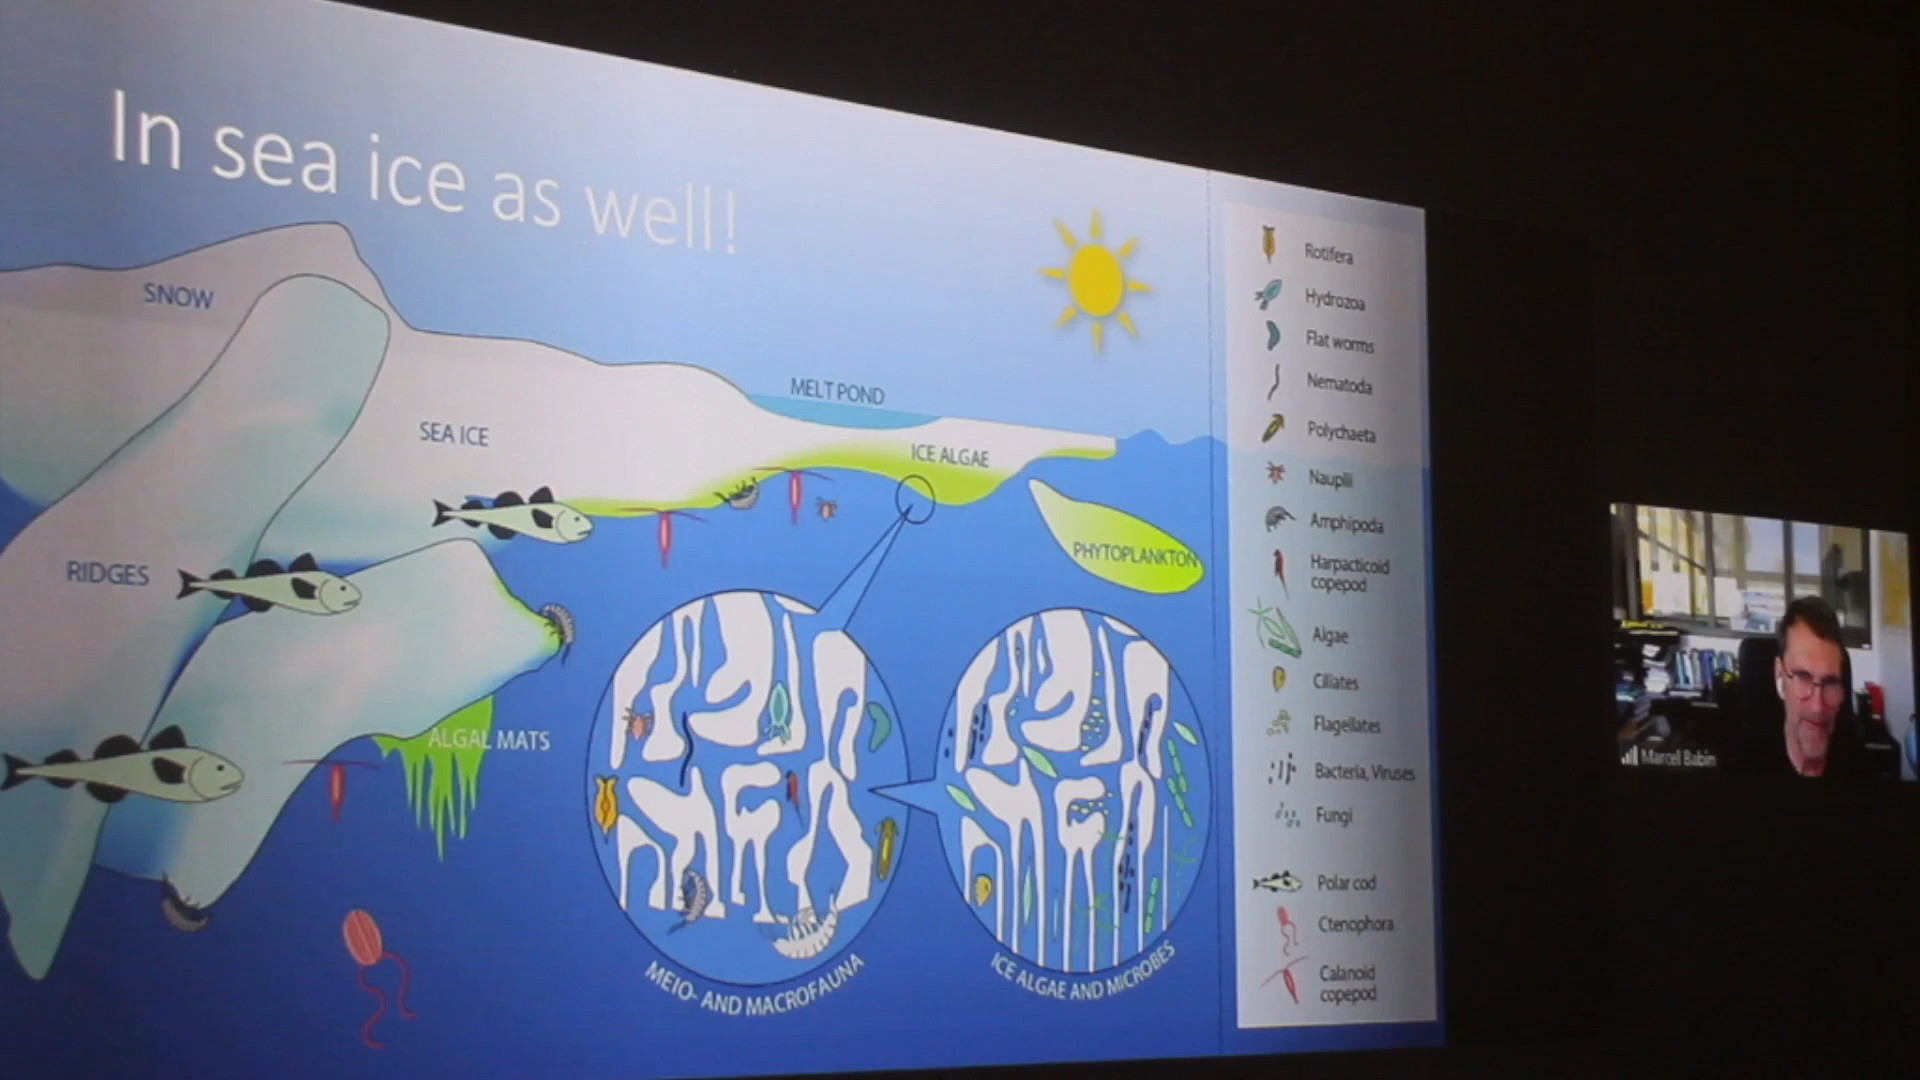 In sea ice as well!
SNOW
MELT POND
SEA ICE
ICE ALGAE
RIDGES
PHYTOPLANKTON
ALGAL MATS
MEIO- AND MACROFAUNA
ICE ALGAE AND MICROBES
Rotifera
Hydrozoa
Flat worms
Nematoda
Polychaeta
Nauplii
Amphipoda
Harpacticoid
copepod
Algae
Ciliates
Flagellates
Bacteria, Viruses
Fungi
Polar cod
Ctenophora
Calanoid
copepod
Marcel Babin